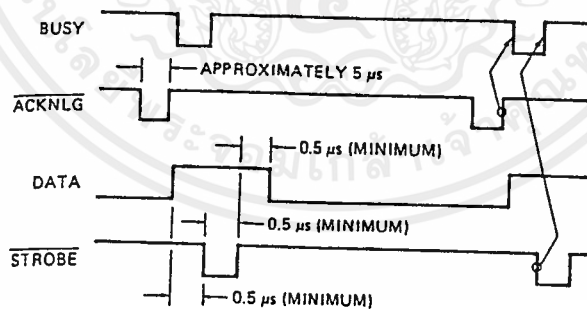 BUSY
APPROXIMATELY 5 μs
ACKNLG
0.5 μs (MINIMUM)
DATA
0.5 μs (MINIMUM)
STROBE
0.5 μs (MINIMUM)